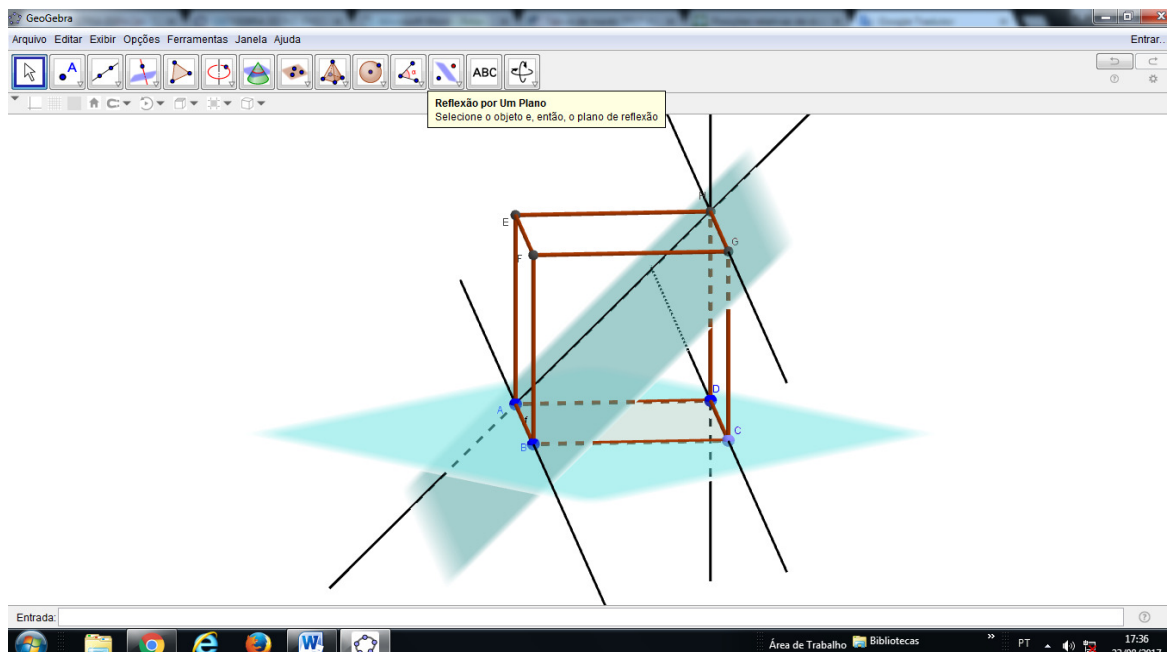 GeoGebra
Arquivo Editar Exibir Opções Ferramentas Janela Ajuda
Entrar..
A
ABC
Reflexão por Um Plano
Selecione o objeto e, então, o plano de reflexão
H
E
G
F
D
A
f
C
B
Entrada:
Área de Trabalho
Bibliotecas
»
PT
17:36